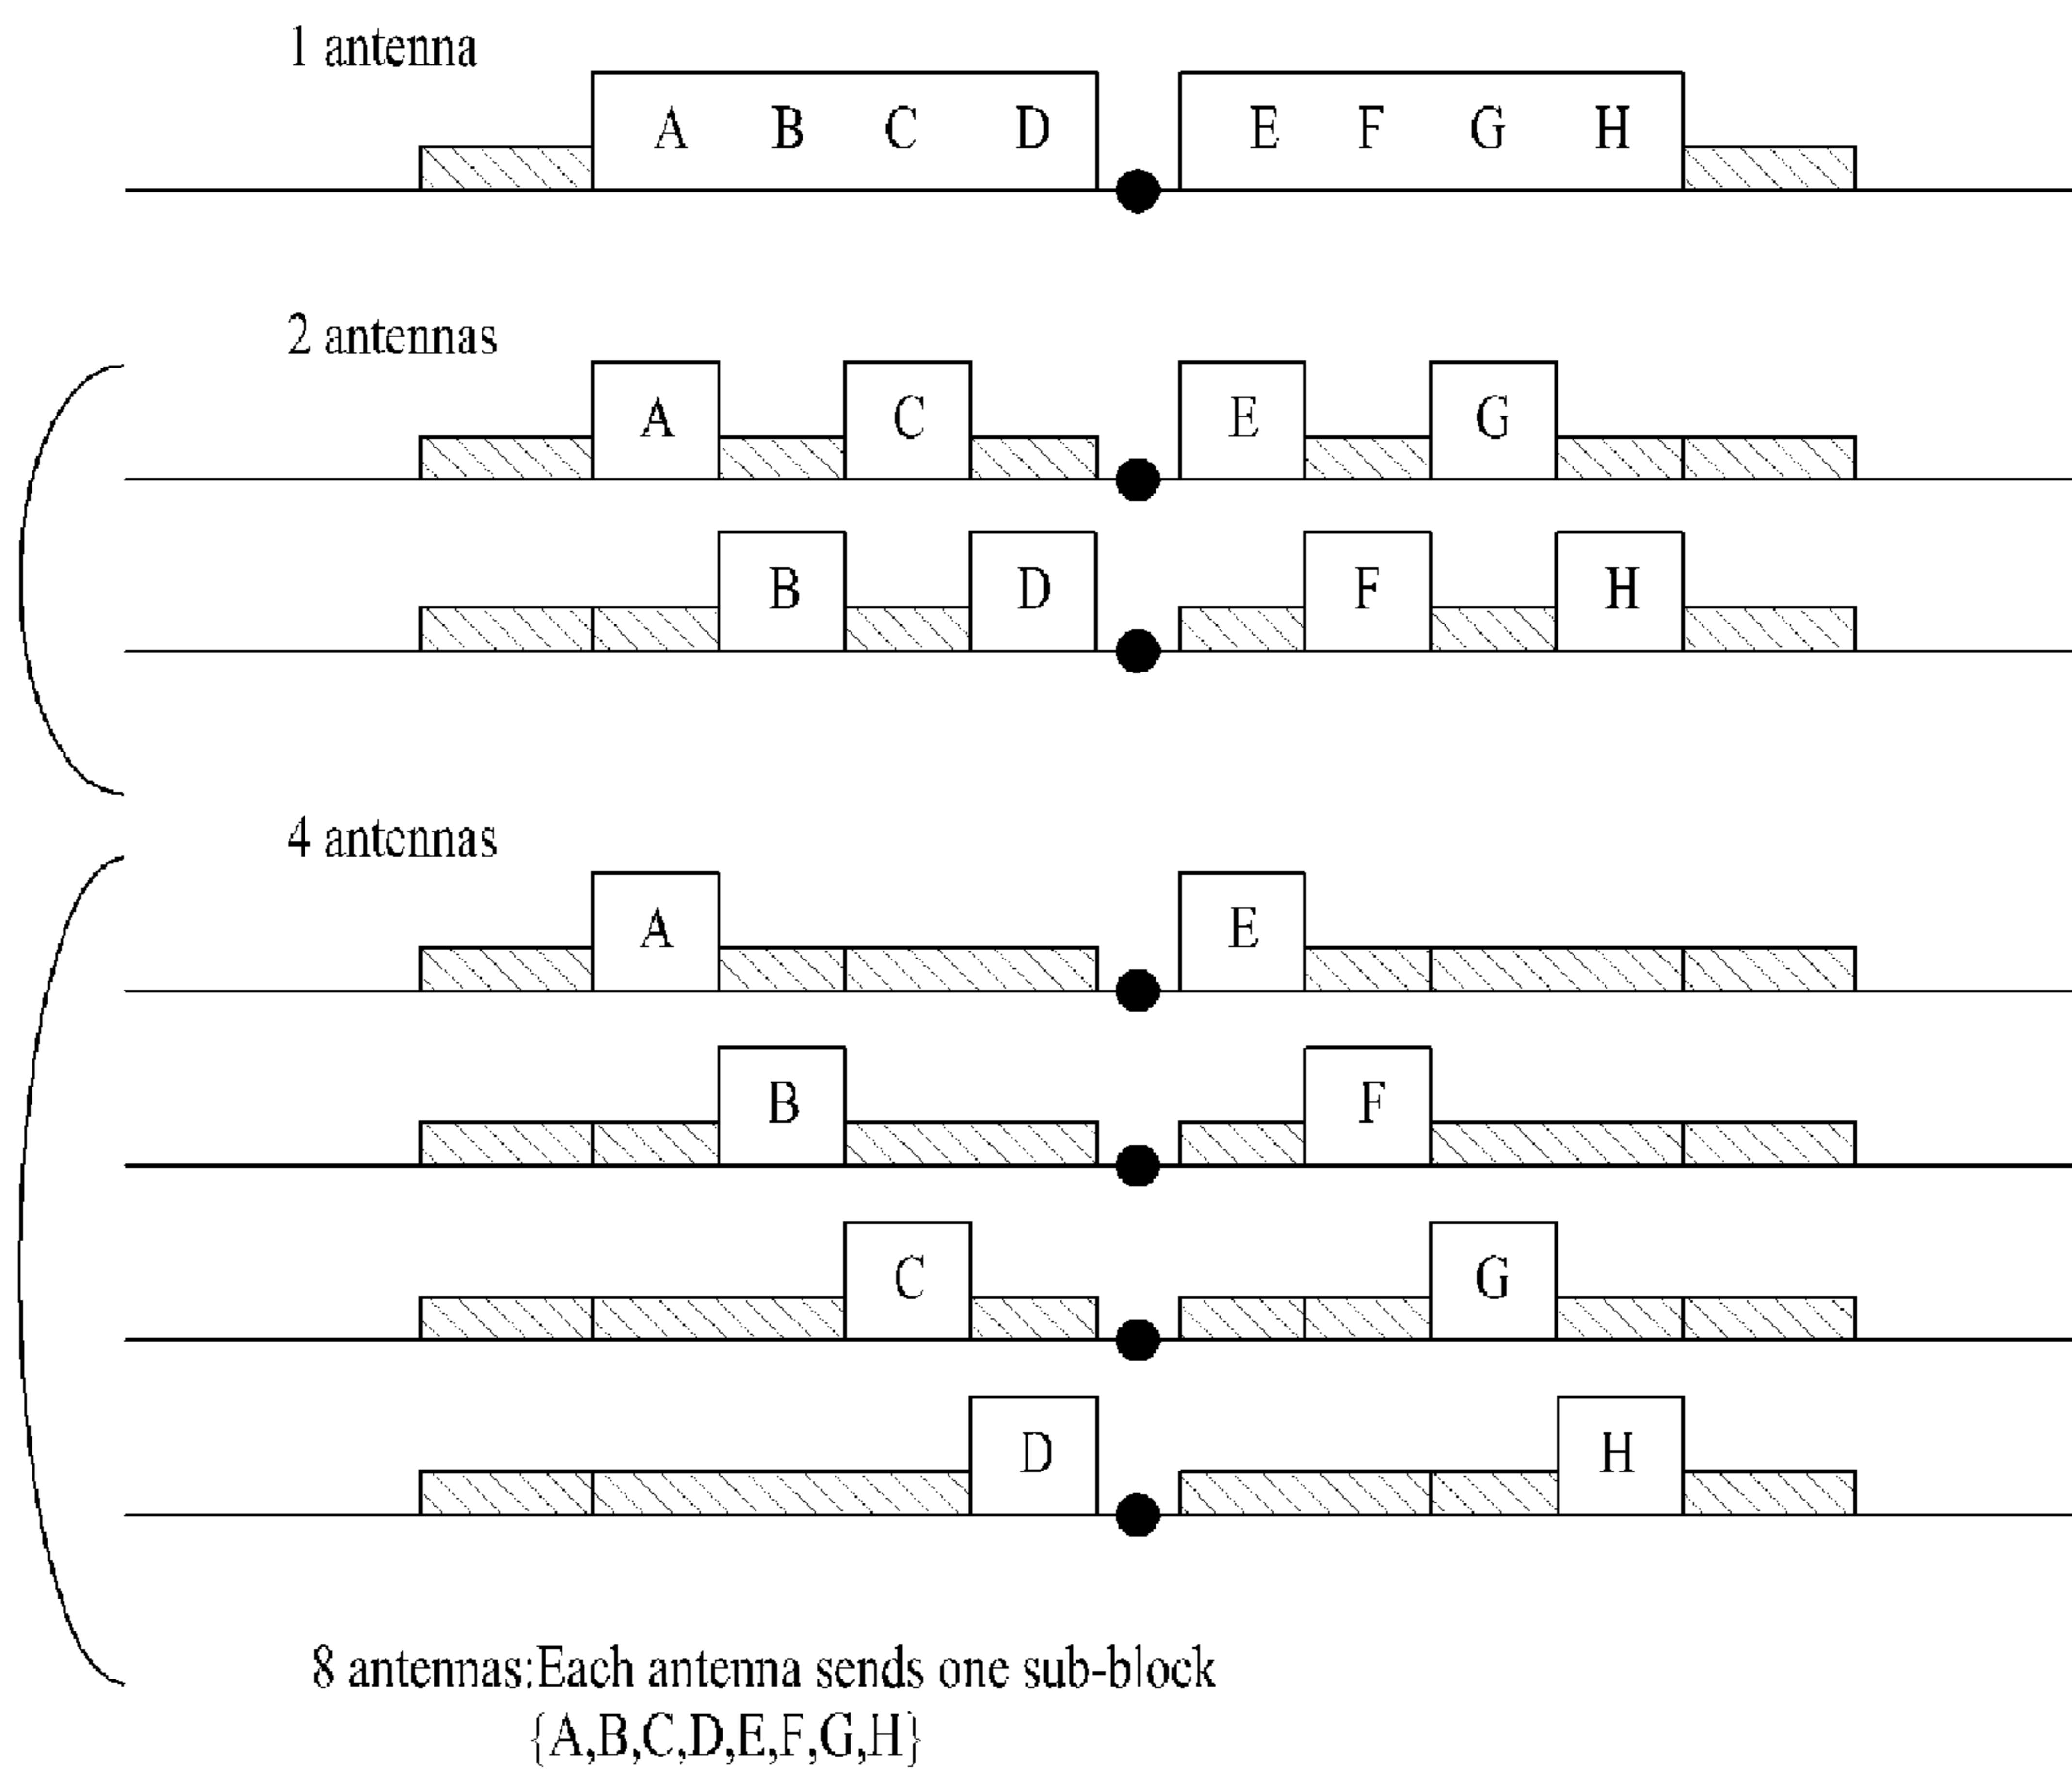 1 antenna
A B C D E F G H
2 antennas
A C E G
B D F H
4 antennas
A E
B F
C G
D H
8 antennas:Each antenna sends one sub-block
{A,B,C,D,E,F,G,H}